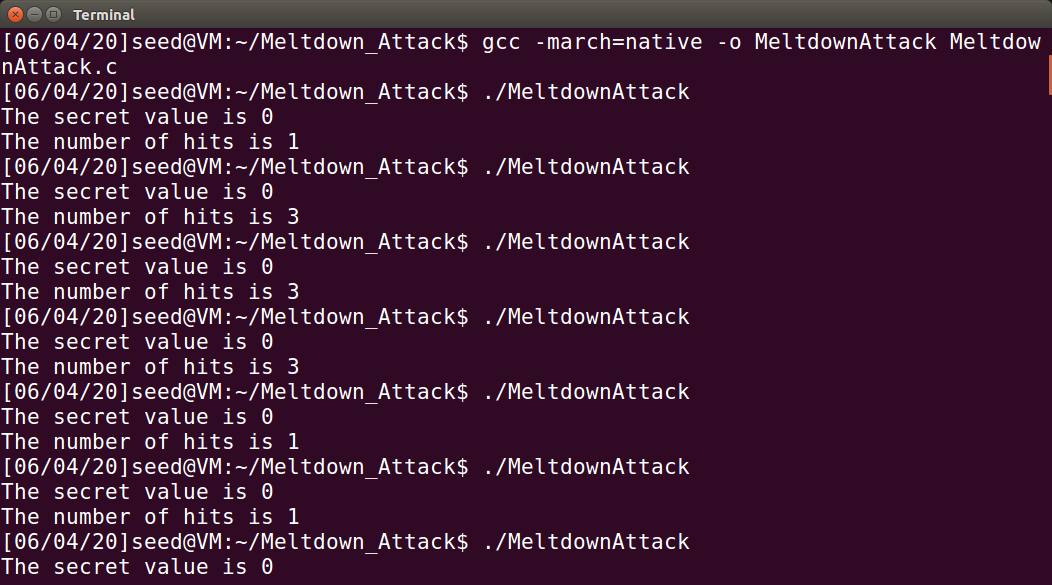 Terminal
[06/04/20]seed@VM:~/Meltdown_Attack$ gcc -march=native -o MeltdownAttack Meltdow
nAttack.c
[06/04/20]seed@VM:~/Meltdown_Attack$ ./MeltdownAttack
The secret value is 0
The number of hits is 1
[06/04/20]seed@VM:~/Meltdown_Attack$ ./MeltdownAttack
The secret value is 0
The number of hits is 3
[06/04/20]seed@VM:~/Meltdown_Attack$ ./MeltdownAttack
The secret value is 0
The number of hits is 3
[06/04/20]seed@VM:~/Meltdown_Attack$ ./MeltdownAttack
The secret value is 0
The number of hits is 3
[06/04/20]seed@VM:~/Meltdown_Attack$ ./MeltdownAttack
The secret value is 0
The number of hits is 1
[06/04/20]seed@VM:~/Meltdown_Attack$ ./MeltdownAttack
The secret value is 0
The number of hits is 1
[06/04/20]seed@VM:~/Meltdown_Attack$ ./MeltdownAttack
The secret value is 0